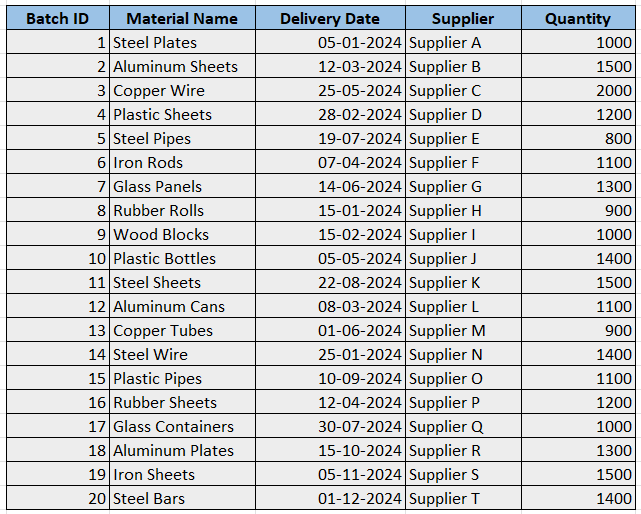 Batch ID Material Name Delivery Date Supplier Quantity
1 Steel Plates 05-01-2024 Supplier A 1000
2 Aluminum Sheets 12-03-2024 Supplier B 1500
3 Copper Wire 25-05-2024 Supplier C 2000
4 Plastic Sheets 28-02-2024 Supplier D 1200
5 Steel Pipes 19-07-2024 Supplier E 800
6 Iron Rods 07-04-2024 Supplier F 1100
7 Glass Panels 14-06-2024 Supplier G 1300
8 Rubber Rolls 15-01-2024 Supplier H 900
9 Wood Blocks 15-02-2024 Supplier I 1000
10 Plastic Bottles 05-05-2024 Supplier J 1400
11 Steel Sheets 22-08-2024 Supplier K 1500
12 Aluminum Cans 08-03-2024 Supplier L 1100
13 Copper Tubes 01-06-2024 Supplier M 900
14 Steel Wire 25-01-2024 Supplier N 1400
15 Plastic Pipes 10-09-2024 Supplier O 1100
16 Rubber Sheets 12-04-2024 Supplier P 1200
17 Glass Containers 30-07-2024 Supplier Q 1000
18 Aluminum Plates 15-10-2024 Supplier R 1300
19 Iron Sheets 05-11-2024 Supplier S 1500
20 Steel Bars 01-12-2024 Supplier T 1400